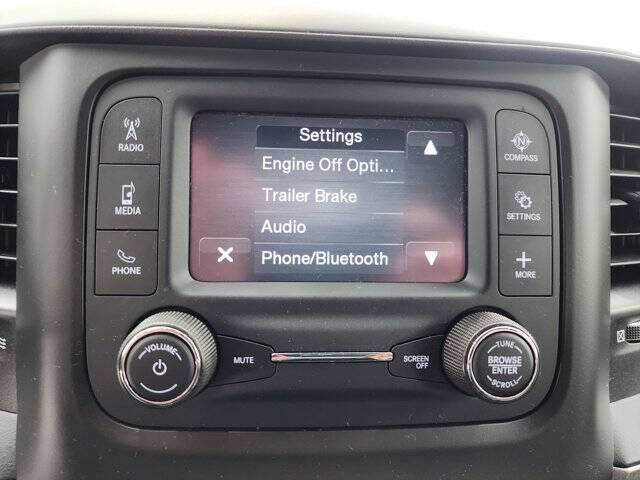 RADIO
MEDIA
PHONE
Settings
Engine Off Opti...
Trailer Brake
Audio
Phone/Bluetooth
N
COMPASS
SETTINGS
MORE
VOLUME
MUTE
SCREEN
OFF
TUNE
BROWSE
ENTER
SCROLL